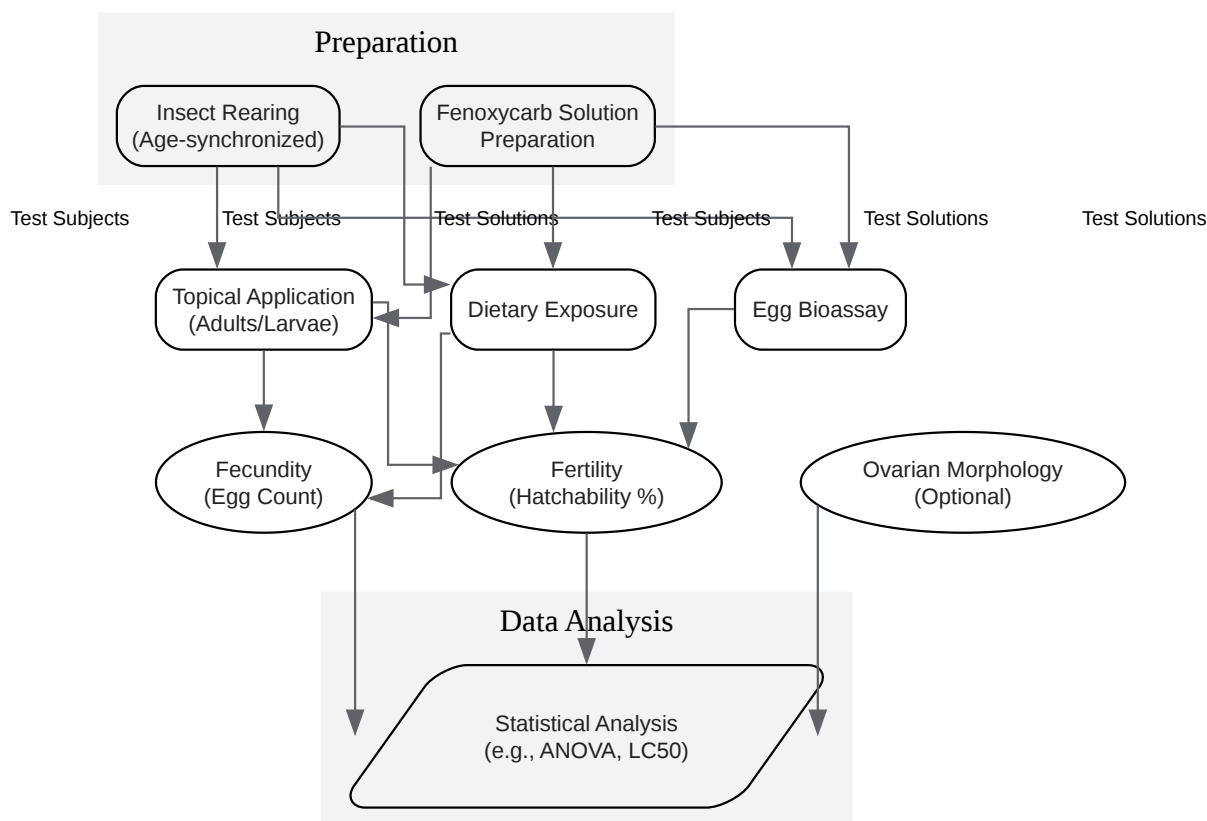 Preparation
Insect Rearing
(Age-synchronized)
Fenoxycarb Solution
Preparation
Test Subjects
Test Subjects
Test Solutions
Test Subjects
Test Solutions
Test Solutions
Topical Application
(Adults/Larvae)
Dietary Exposure
Egg Bioassay
Fecundity
(Egg Count)
Fertility
(Hatchability %)
Ovarian Morphology
(Optional)
Data Analysis
Statistical Analysis
(e.g., ANOVA, LC50)